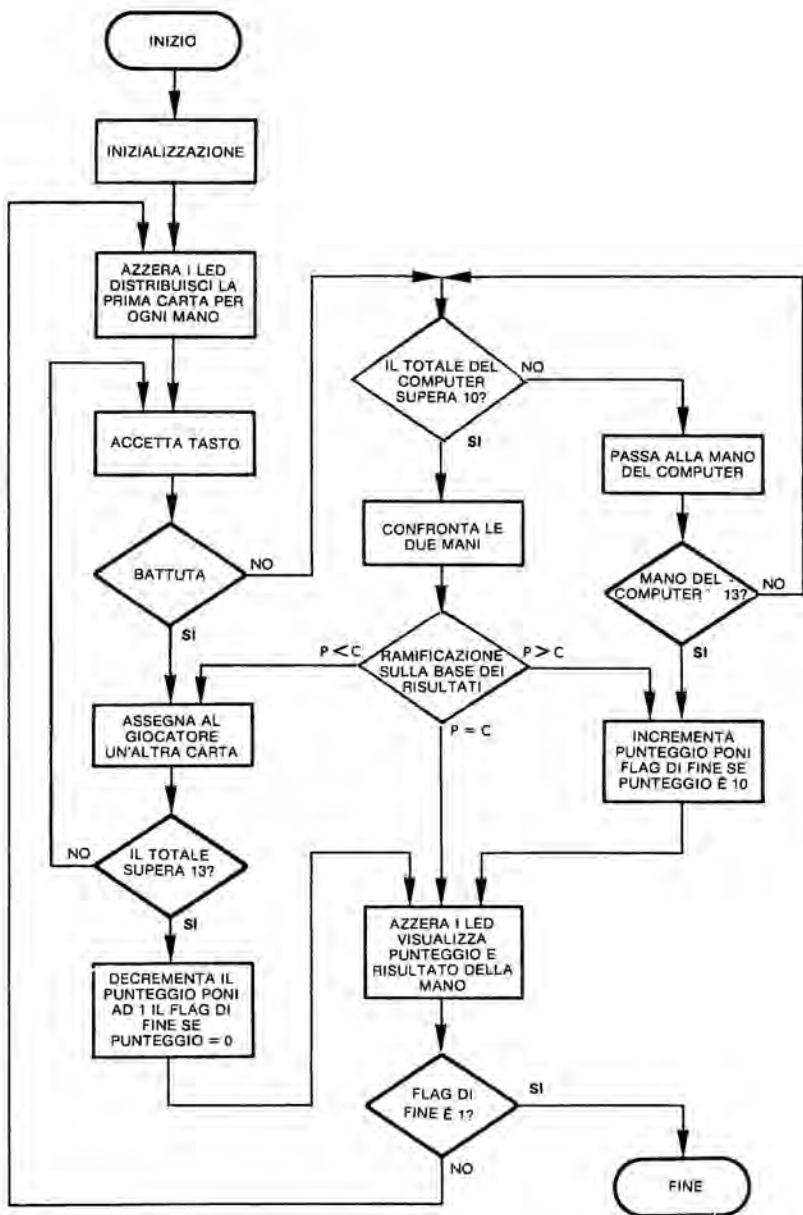 INIZIO
INIZIALIZZAZIONE
AZZERA I LED
DISTRIBUISCI LA
PRIMA CARTA PER
OGNI MANO
ACCETTA TASTO
BATTUTA
NO
SI
ASSEGNA AL
GIOCATORE
UN'ALTRA CARTA
IL TOTALE
SUPERA 13?
NO
SI
DECREMENTA IL
PUNTEGGIO PONI
AD 1 IL FLAG DI
FINE SE
PUNTEGGIO = 0
IL TOTALE DEL
COMPUTER
SUPERA 10?
NO
SI
CONFRONTA LE
DUE MANI
P < C
RAMIFICAZIONE
SULLA BASE DEI
RISULTATI
P > C
P = C
PASSA ALLA MANO
DEL COMPUTER
MANO DEL
COMPUTER 13?
NO
SI
INCREMENTA
PUNTEGGIO PONI
FLAG DI FINE SE
PUNTEGGIO È 10
AZZERA I LED
VISUALIZZA
PUNTEGGIO E
RISULTATO DELLA
MANO
FLAG DI
FINE È 1?
SI
NO
FINE